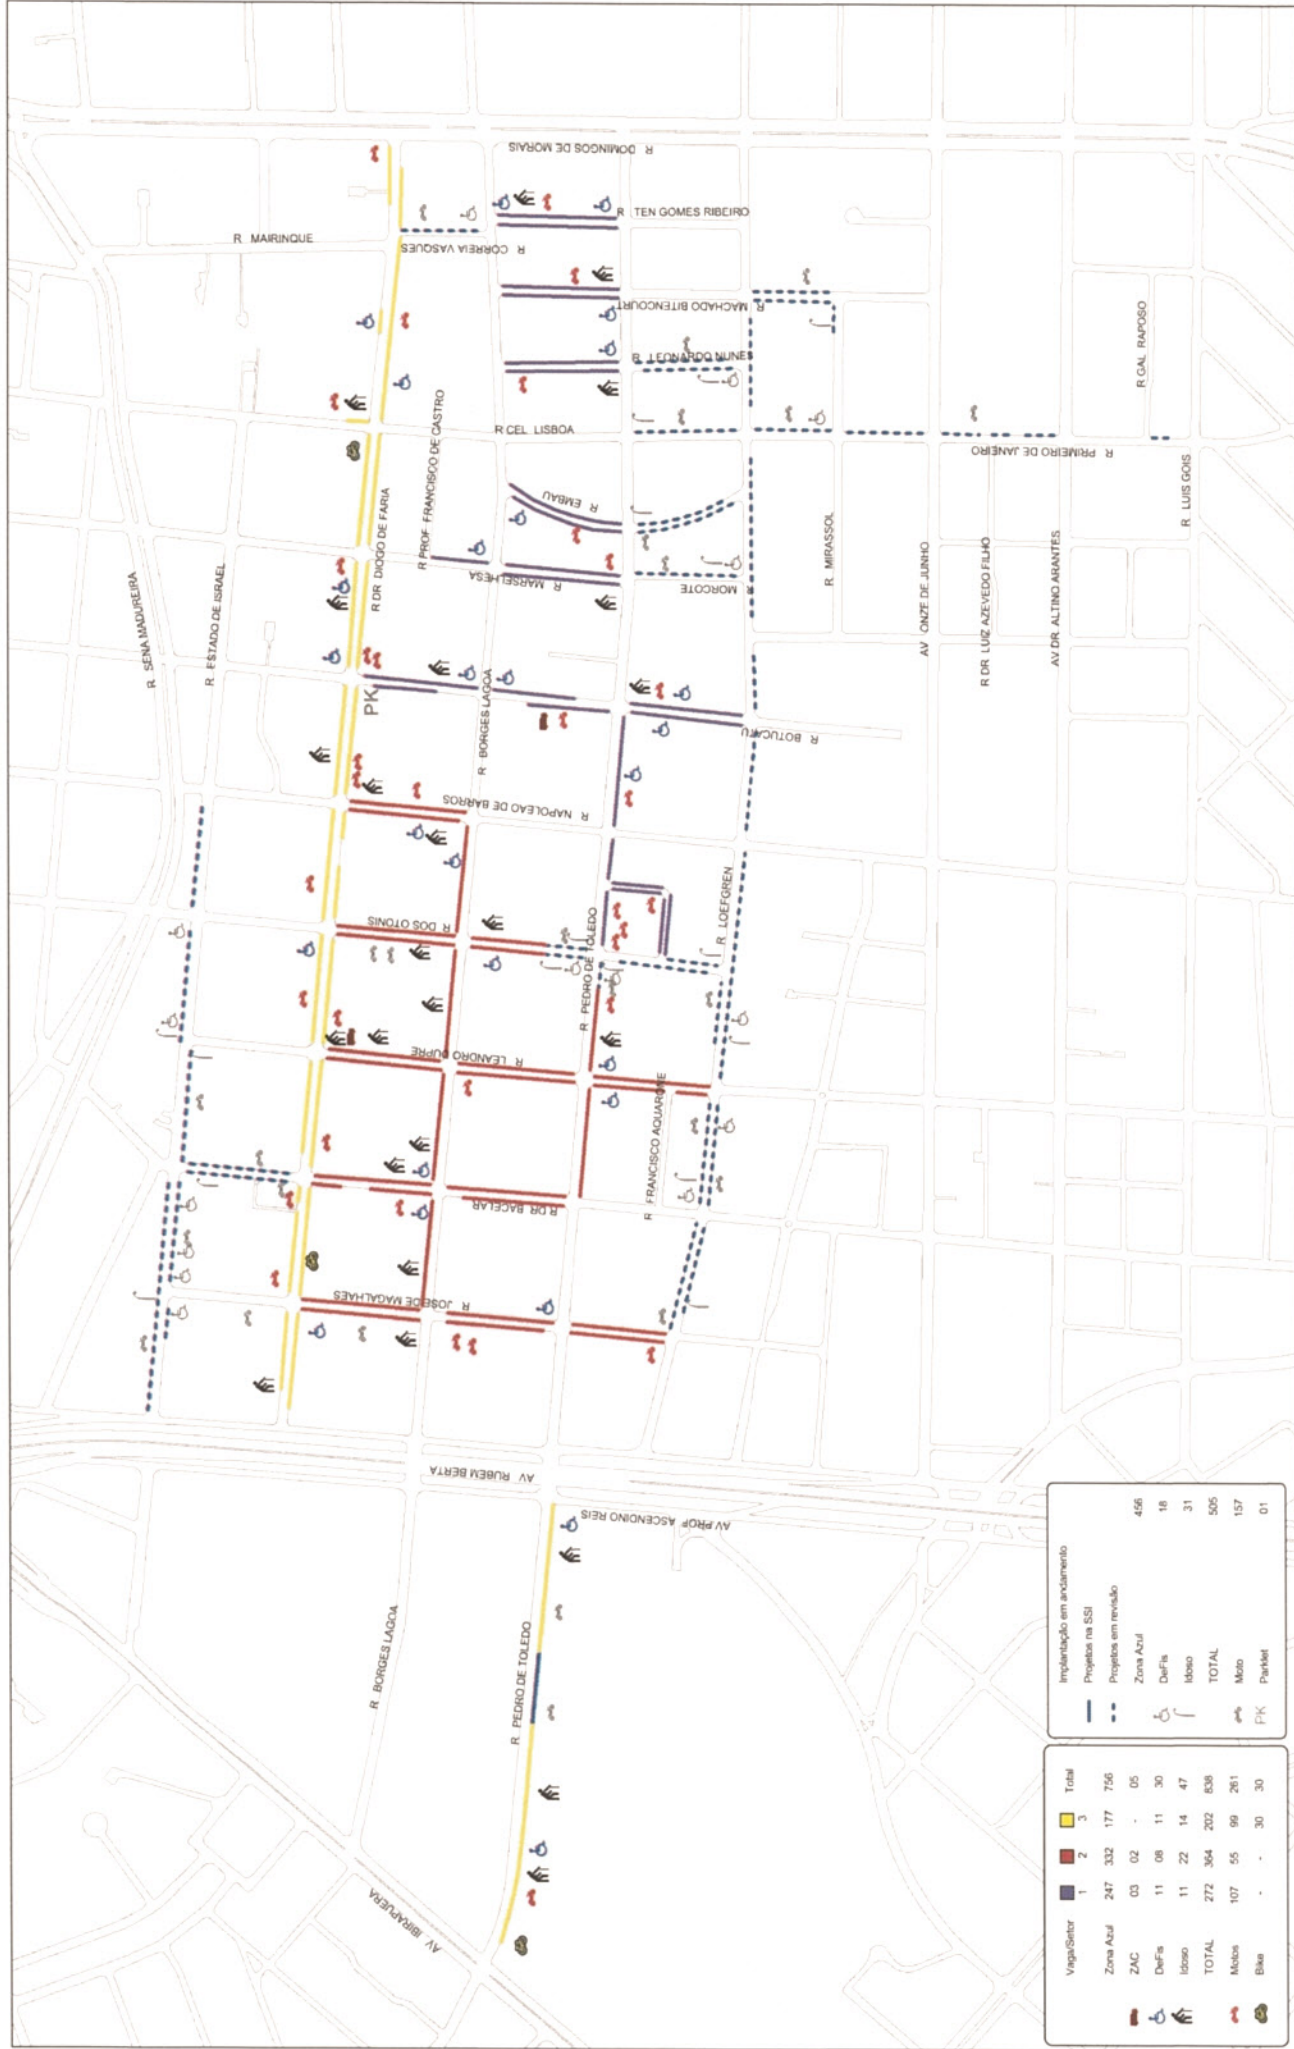 R DOMINGOS DE MORAIS
R TEN GOMES RIBEIRO
R MAIRINQUE
R CORREIA VASQUES
R MACHADO BITENCOURT
R LEONARDO NUNES
R GAL RAPOSO
R CEL LISBOA
R PROF FRANCISCO DE CASTRO
R PRIMEIRO DE JANEIRO
R LUIS GOIS
R EMBAU
R DR DIOGO DE FARIA
R MARSELHESA
R MORCOTE
R MIRASSOL
AV ONZE DE JUNHO
R DR LUIZ AZEVEDO FILHO
AV DR ALTINO ARANTES
R SENA MADUREIRA
R ESTADO DE ISRAEL
PK
R BORGES LAGOA
R BOTUCATU
R NAPOLEAO DE BARROS
R DOS OTONIS
R PEDRO DE TOLEDO
R LOEFGREN
R LEANDRO DUPRE
R FRANCISCO AQUARONE
R DR BACELAR
R JOSE DE MAGALHAES
AV RUBEM BERTA
AV PROF ASCENDINO REIS
R BORGES LAGOA
R PEDRO DE TOLEDO
AV IBIRAPUERA
Vaga/Setor 1 2 3 Total
Zona Azul 247 332 177 756
ZAC 03 02 - 05
DeFis 11 08 11 30
Idoso 11 22 14 47
TOTAL 272 364 202 838
Motos 107 55 99 261
Bike - - 30 30
Implantação em andamento
Projetos na SSI
Projetos em revisão
Zona Azul 456
DeFis 18
Idoso 31
TOTAL 505
Moto 157
PK Parklet 01